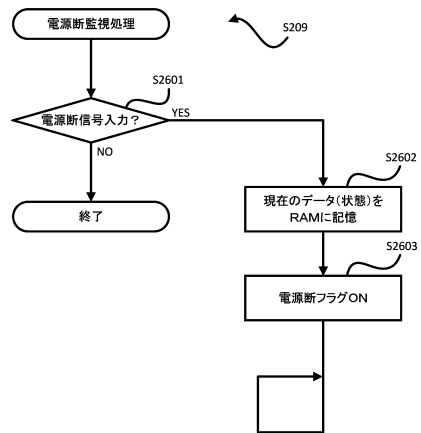 電源断監視処理
S209
S2601
電源断信号入力？
YES
NO
S2602
現在のデータ（状態）を
RAMに記憶
終了
S2603
電源断フラグON